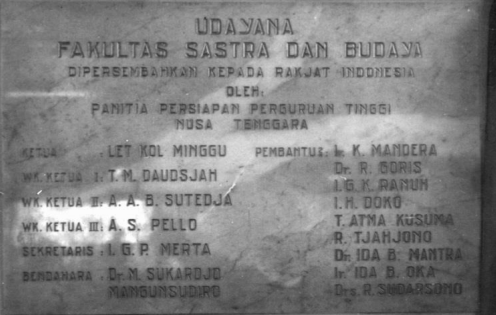 UDAYANA
FAKULTAS SASTRA DAN BUDAYA
DIPERSEMBAHKAN KEPADA RAKJAT INDONESIA
OLEH:
PANITIA PERSIAPAN PERGURUAN TINGGI
NUSA TENGGARA
KETUA : LET KOL MINGGU
WK. KETUA I : T. M. DAUDSJAH
WK. KETUA II : A. A. B. SUTEDJA
WK. KETUA III : A. S. PELLO
SEKRETARIS : I. G. P. MERTA
BENDAHARA : Dr. M. SUKARDJO
MANGUNSUDIRO
PEMBANTU2 : Ir. K. MANDERA
Dr. R. GORIS
I. G. K. RANUH
I. H. DOKO
T. ATMA KUSUMA
R. TJAHJONO
Dr. IDA B. MANTRA
Ir. IDA B. OKA
Drs. R. SUDARSONO